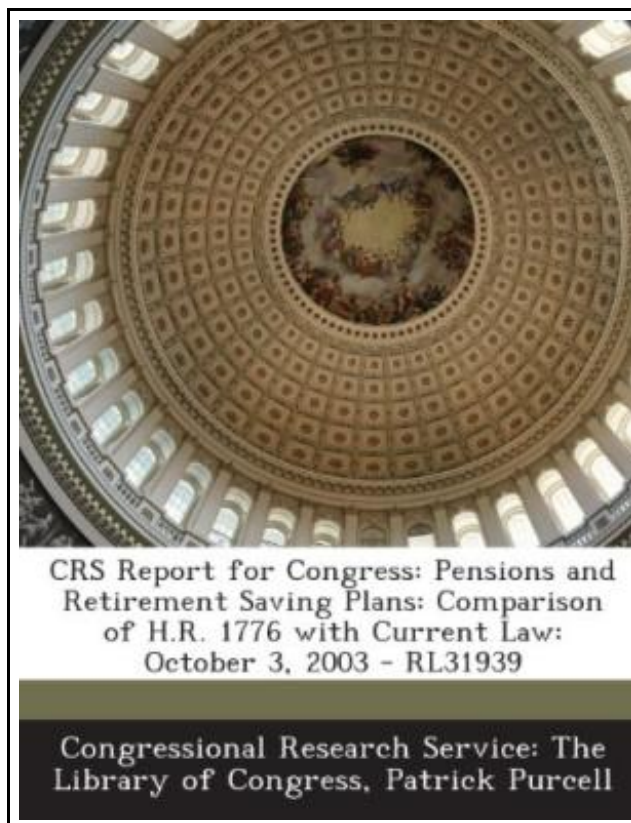 CRS Report for Congress: Pensions and
Retirement Saving Plans: Comparison
of H.R. 1776 with Current Law:
October 3, 2003 - RL31939
Congressional Research Service: The
Library of Congress, Patrick Purcell